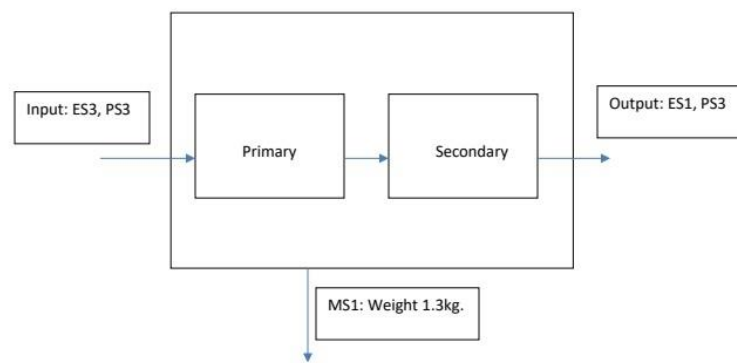 Input: ES3, PS3
Output: ES1, PS3
Primary
Secondary
MS1: Weight 1.3kg.